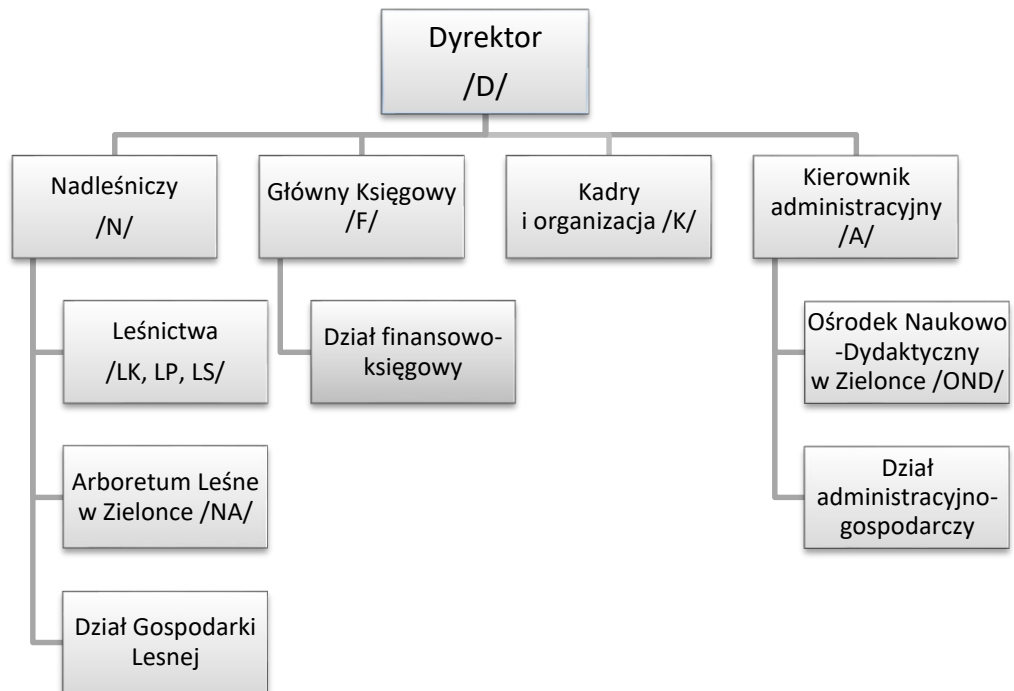 Dyrektor
/D/
Nadleśniczy
/N/
Główny Księgowy
/F/
Kadry
i organizacja /K/
Kierownik
administracyjny
/A/
Leśnictwa
/LK, LP, LS/
Dział finansowo-
księgowy
Ośrodek Naukowo
-Dydaktyczny
w Zielonce /OND/
Arboretum Leśne
w Zielonce /NA/
Dział
administracyjno-
gospodarczy
Dział Gospodarki
Lesnej